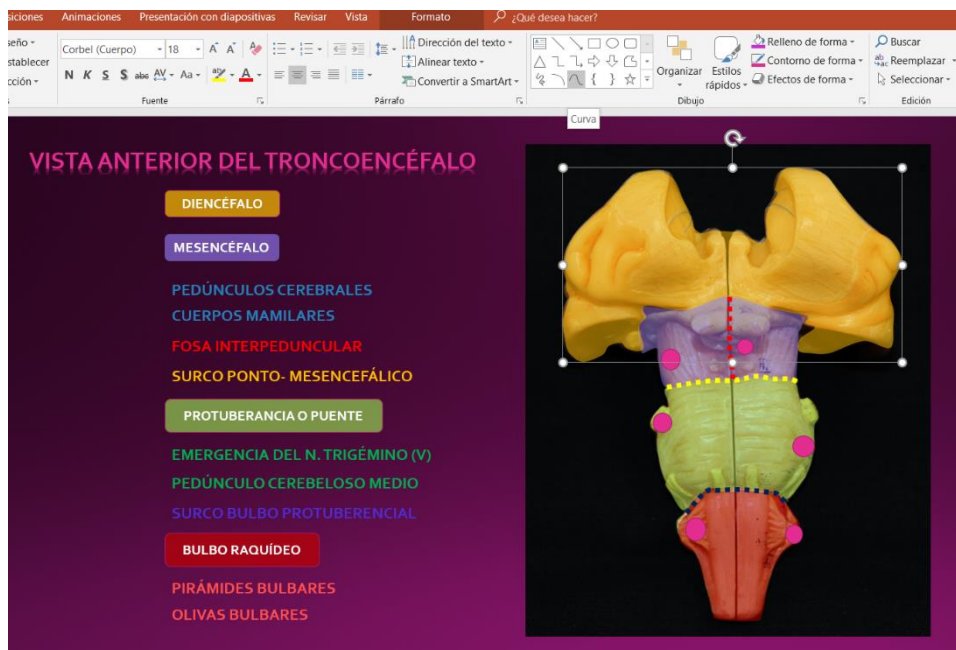 siciones Animaciones Presentación con diapositivas Revisar Vista Formato ¿Qué desea hacer?
seño
stablecer
cción
Corbel (Cuerpo) 18 A A
N K S S abc AV Aa A
Fuente
Dirección del texto
Alinear texto
Convertir a SmartArt
Párrafo
Organizar
Estilos rápidos
Relleno de forma
Contorno de forma
Efectos de forma
Dibujo
Buscar
Reemplazar
Seleccionar
Edición
Curva
VISTA ANTERIOR DEL TRONCOENCÉFALO
DIENCÉFALO
MESENCÉFALO
PEDÚNCULOS CEREBRALES
CUERPOS MAMILARES
FOSA INTERPEDUNCULAR
SURCO PONTO- MESENCEFÁLICO
PROTUBERANCIA O PUENTE
EMERGENCIA DEL N. TRIGÉMINO (V)
PEDÚNCULO CEREBELOSO MEDIO
SURCO BULBO PROTUBERENCIAL
BULBO RAQUÍDEO
PIRÁMIDES BULBARES
OLIVAS BULBARES